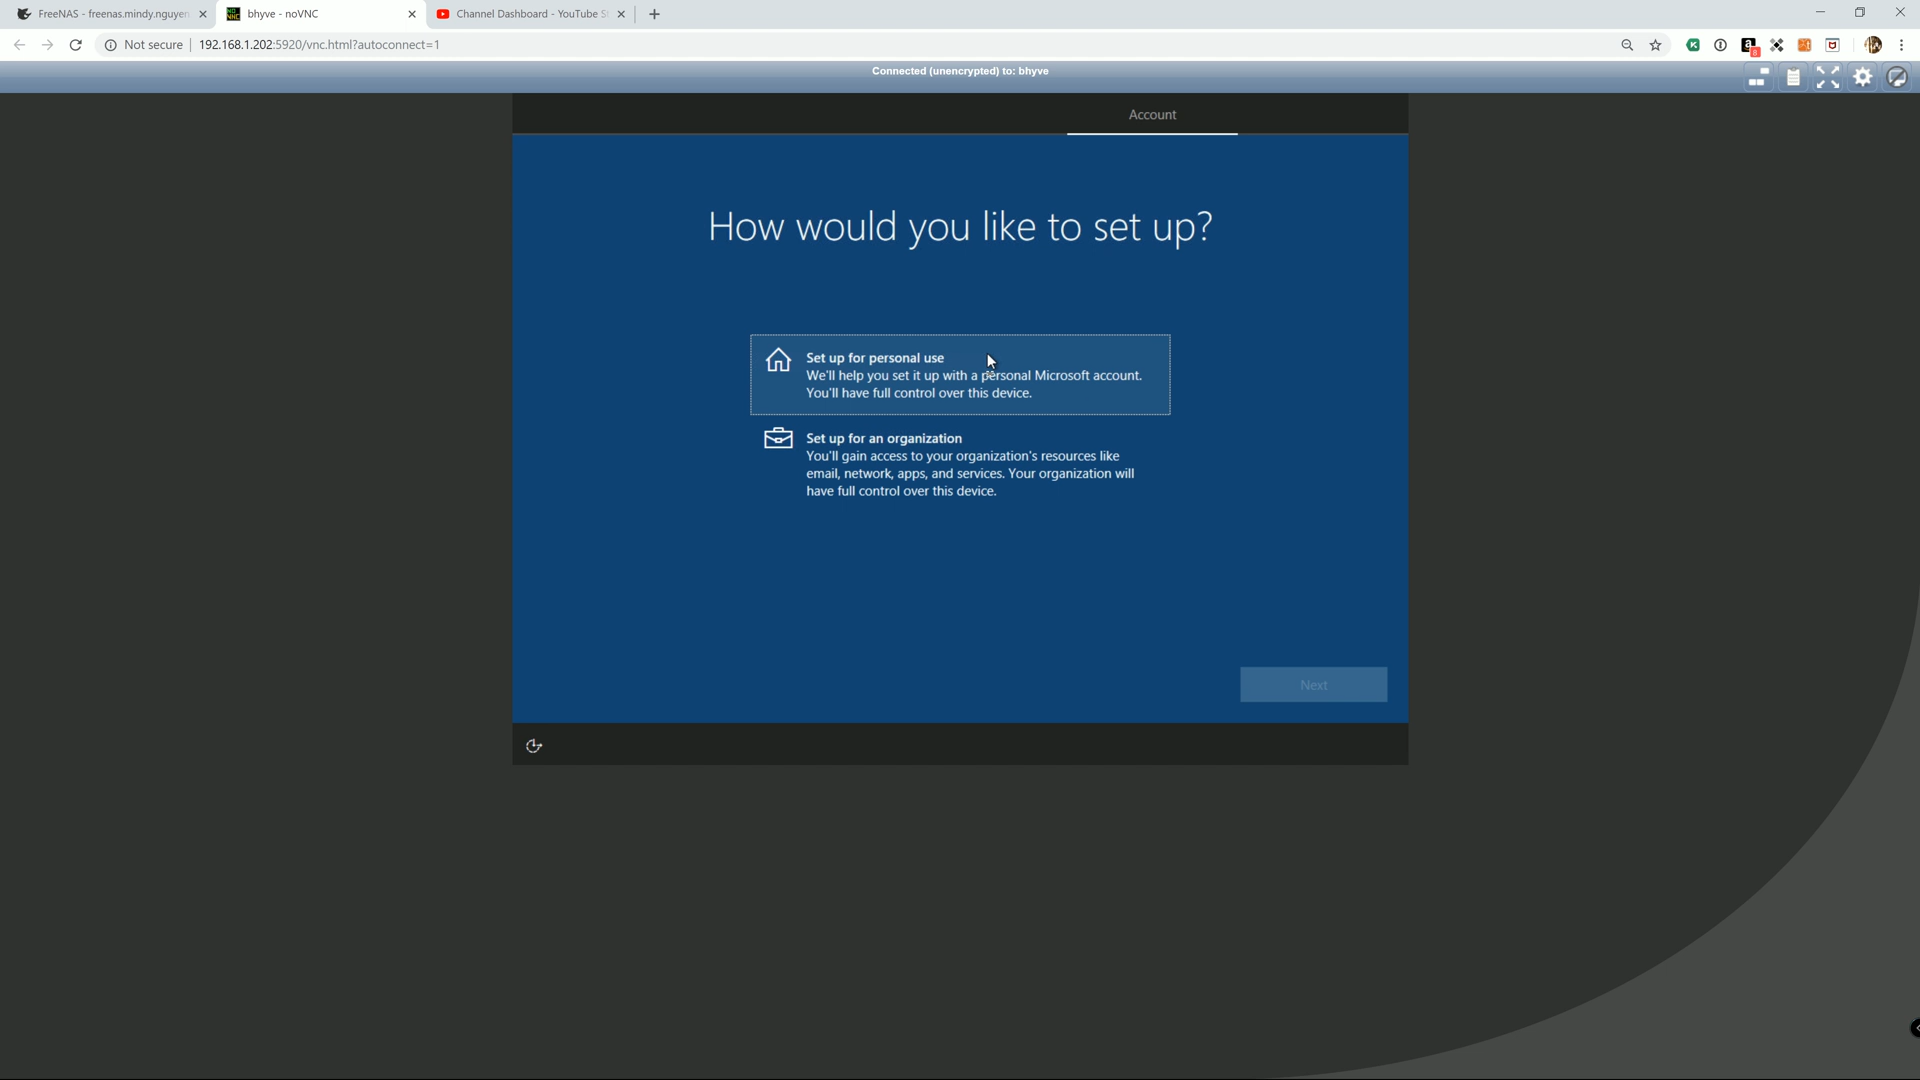 FreeNAS - freenas.mindy.nguyen
bhyve - noVNC
Channel Dashboard - YouTube St
Not secure
192.168.1.202:5920/vnc.html?autoconnect=1
8
Connected (unencrypted) to: bhyve
Account
How would you like to set up?
Set up for personal use
We'll help you set it up with a personal Microsoft account.
You'll have full control over this device.
Set up for an organization
You'll gain access to your organization's resources like
email, network, apps, and services. Your organization will
have full control over this device.
Next